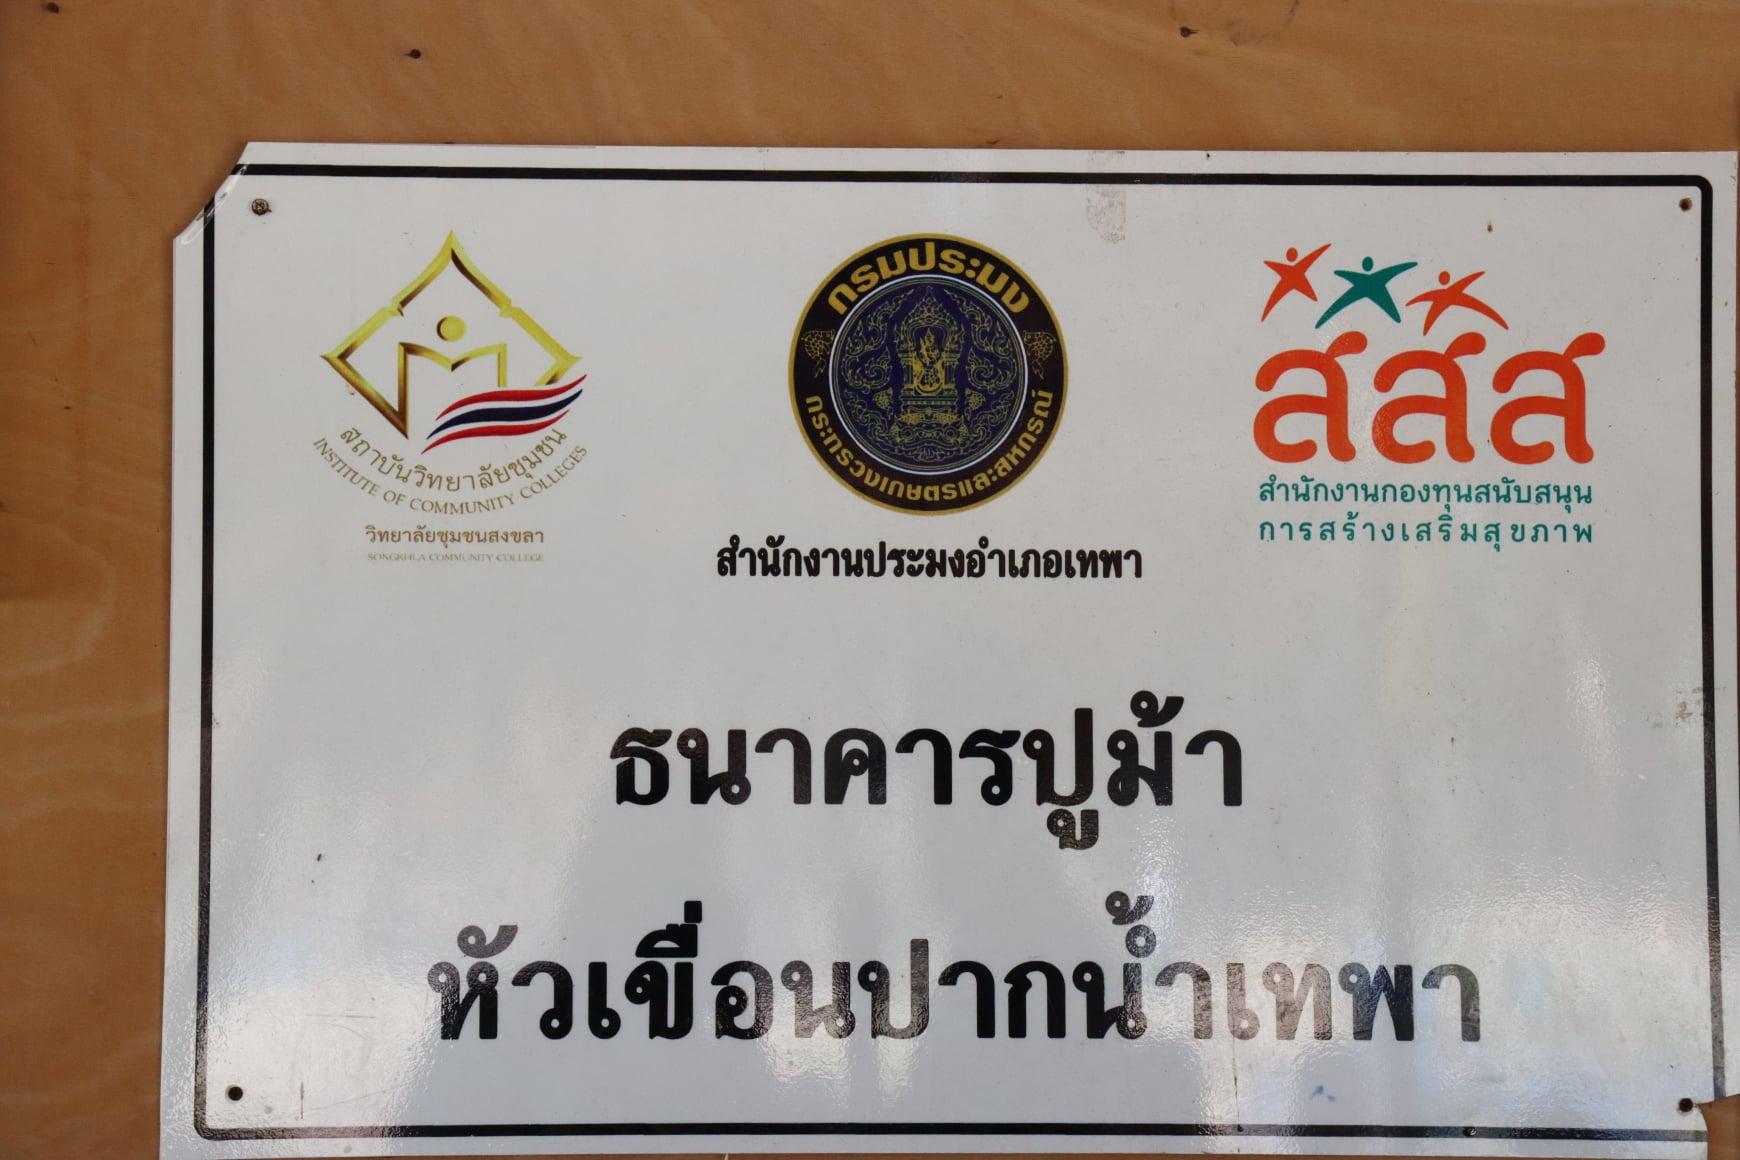 สถาบันวิทยาลัยชุมชน
INSTITUTE OF COMMUNITY COLLEGES
วิทยาลัยชุมชนสงขลา
SONGKHLA COMMUNITY COLLEGE
กรมประมง
กระทรวงเกษตรและสหกรณ์
สำนักงานประมงอำเภอเทพา
สสส
สำนักงานกองทุนสนับสนุน
การสร้างเสริมสุขภาพ
ธนาคารปูม้า
หัวเขื่อนปากน้ำเทพา